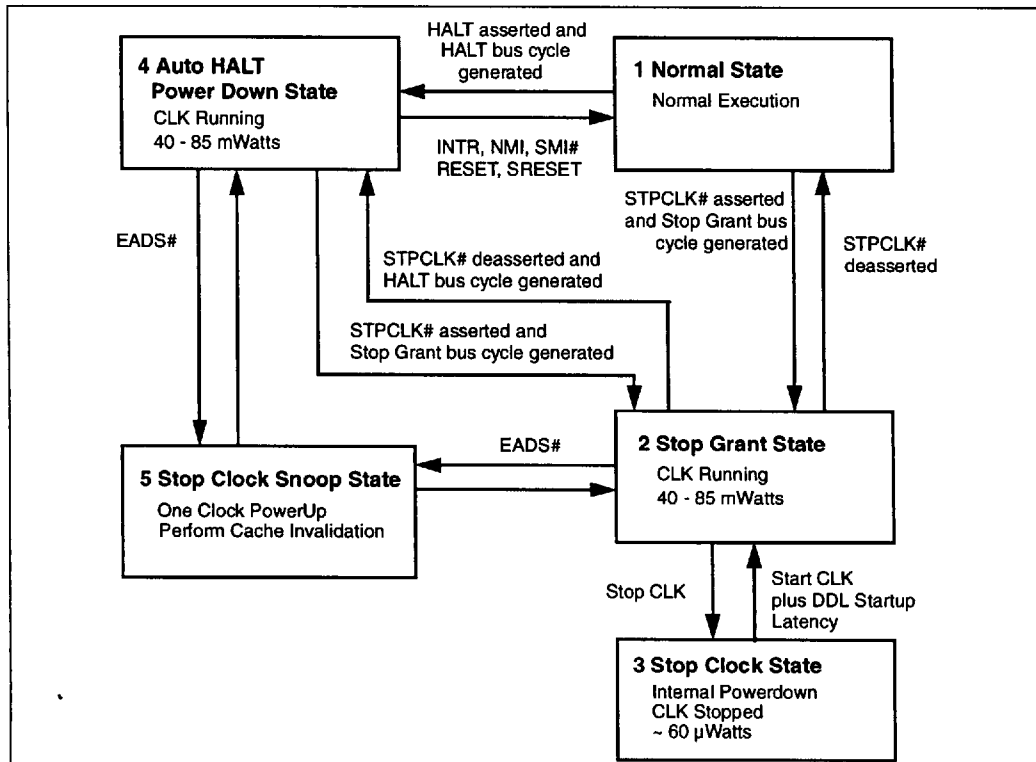 HALT asserted and
HALT bus cycle
generated
4 Auto HALT
Power Down State
CLK Running
40 - 85 mWatts
1 Normal State
Normal Execution
INTR, NMI, SMI#
RESET, SRESET
EADS#
STPCLK# asserted
and Stop Grant bus
cycle generated
STPCLK#
deasserted
STPCLK# deasserted and
HALT bus cycle generated
STPCLK# asserted and
Stop Grant bus cycle generated
5 Stop Clock Snoop State
One Clock PowerUp
Perform Cache Invalidation
EADS#
2 Stop Grant State
CLK Running
40 - 85 mWatts
Stop CLK
Start CLK
plus DDL Startup
Latency
3 Stop Clock State
Internal Powerdown
CLK Stopped
~ 60 µWatts